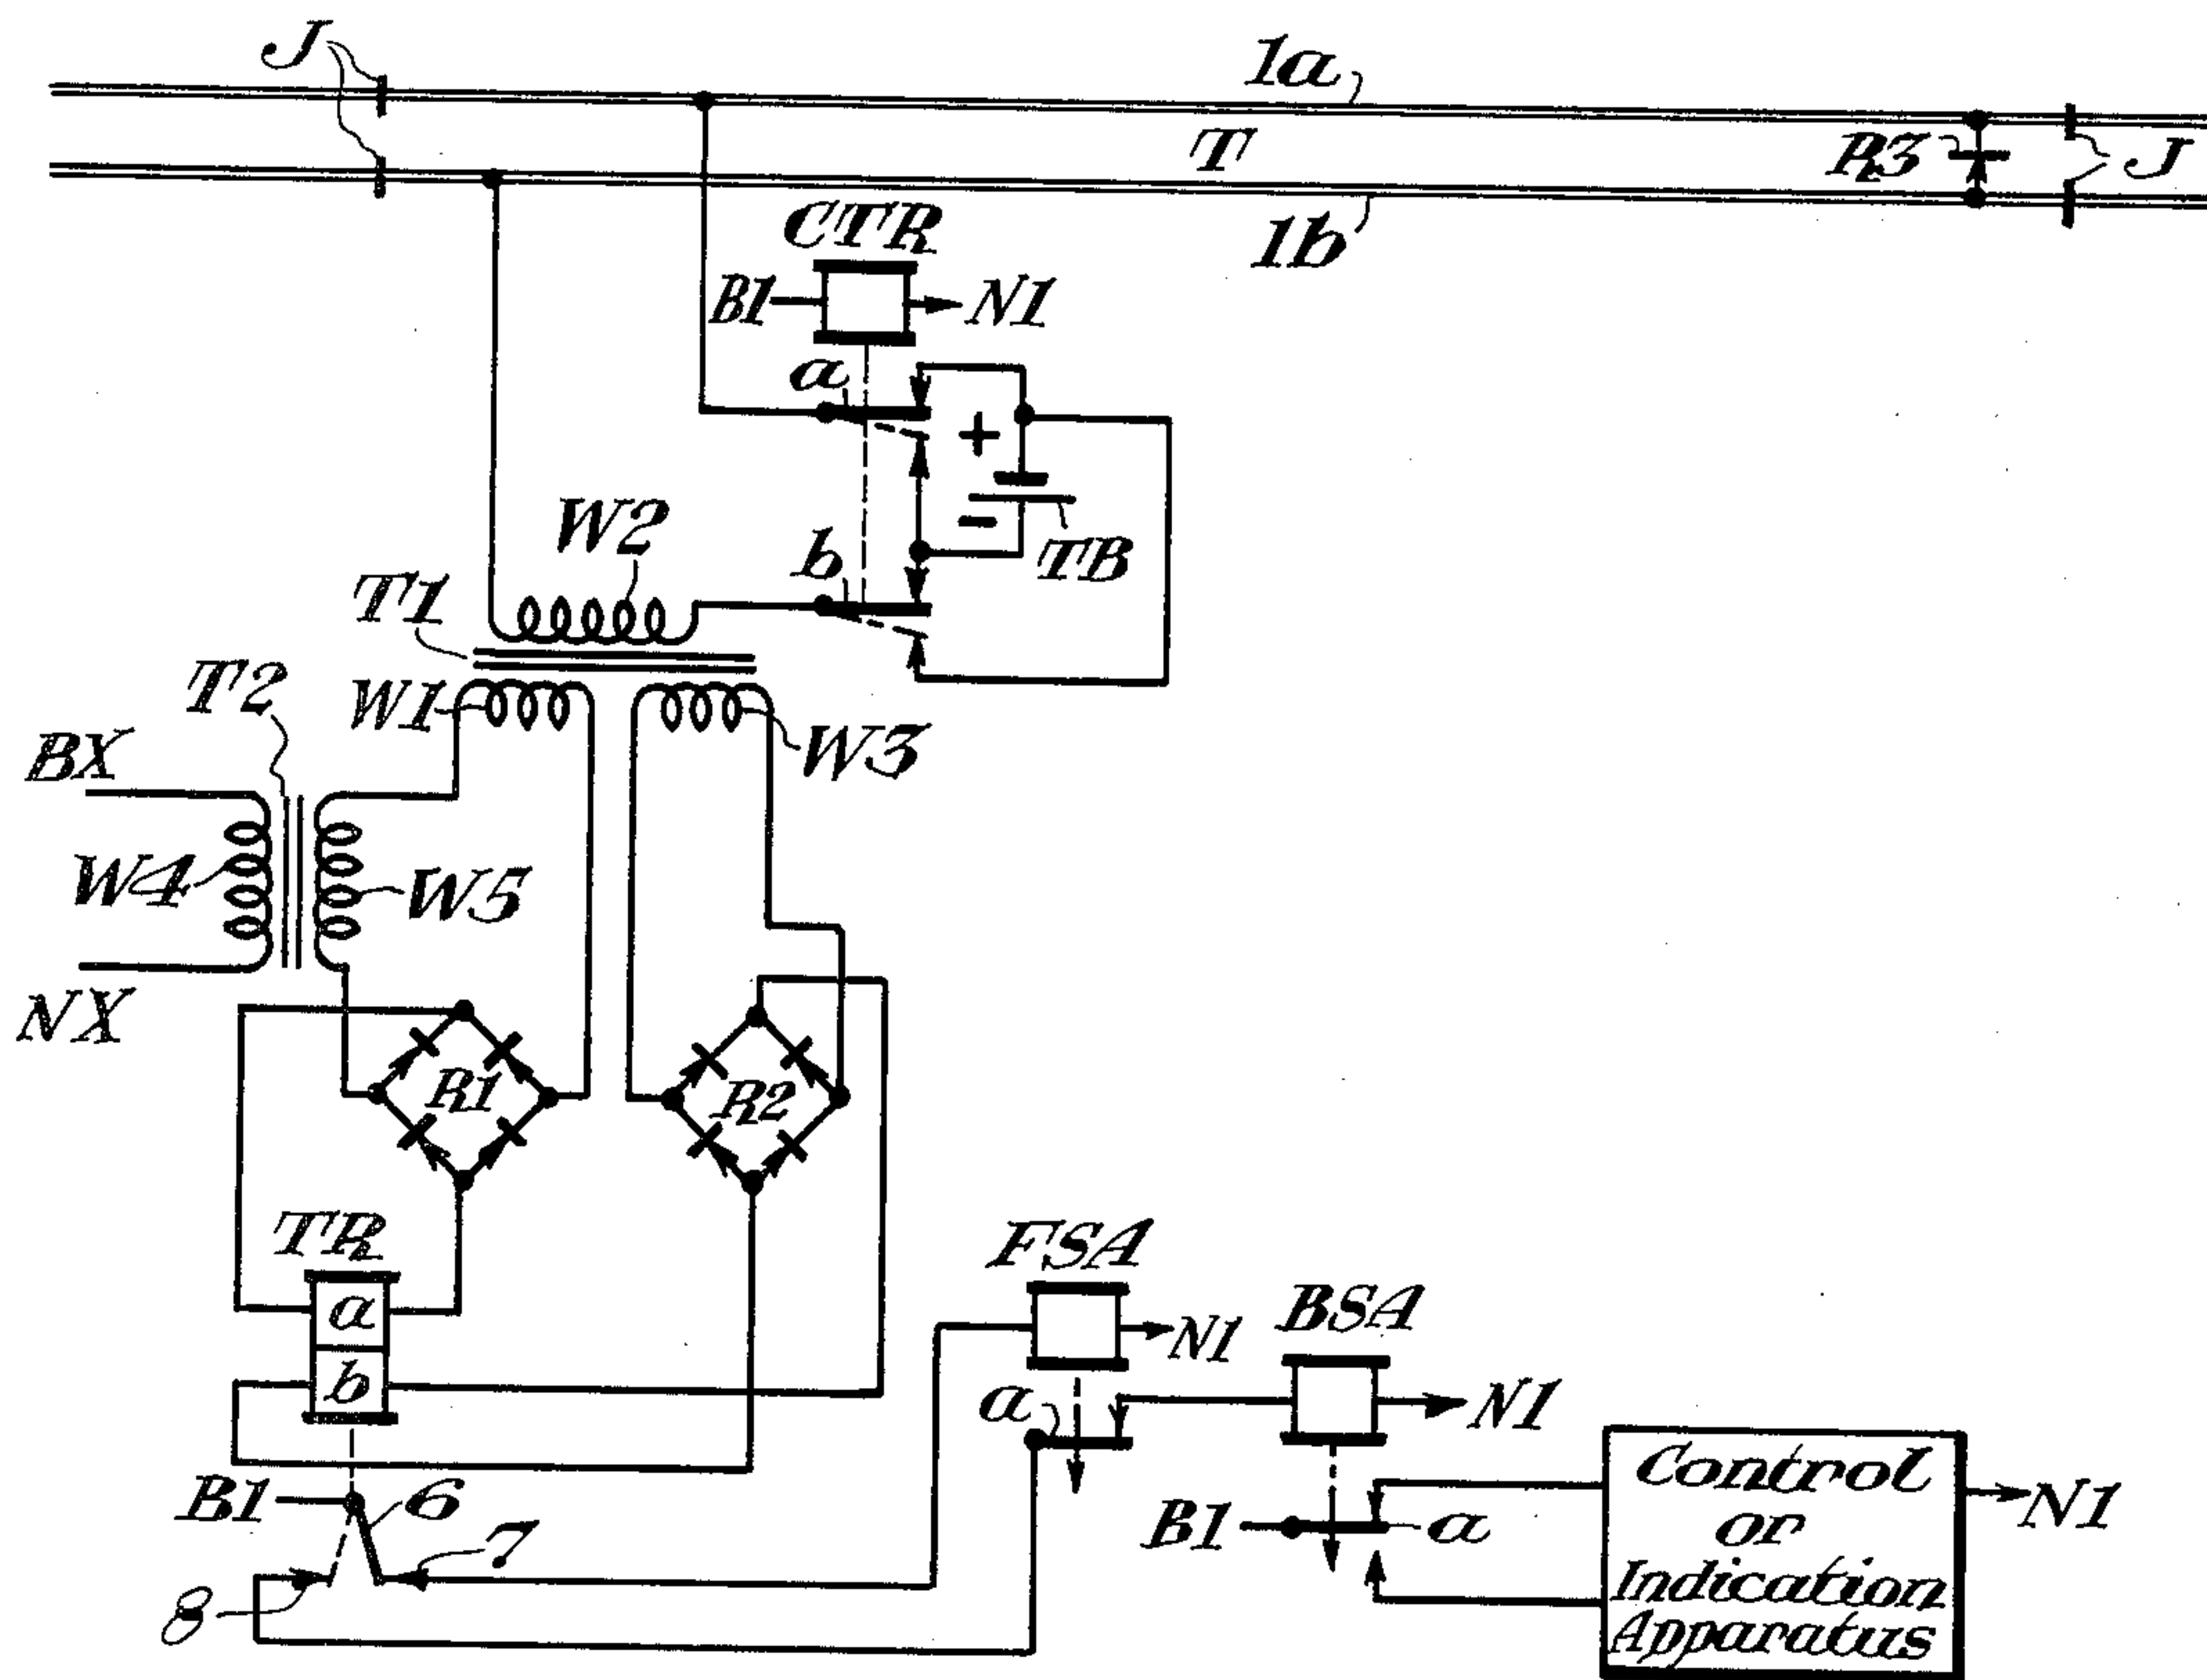 J
1a
T
R3
J
1b
CTR
B1
N1
a
+
W2
-
b
TB
T1
T2
W1
W3
BX
W4
W5
NX
R1
R2
TR
a
b
FSA
N1
BSA
a
N1
B1
6
7
8
B1
a
Control
or
Indication
Apparatus
N1